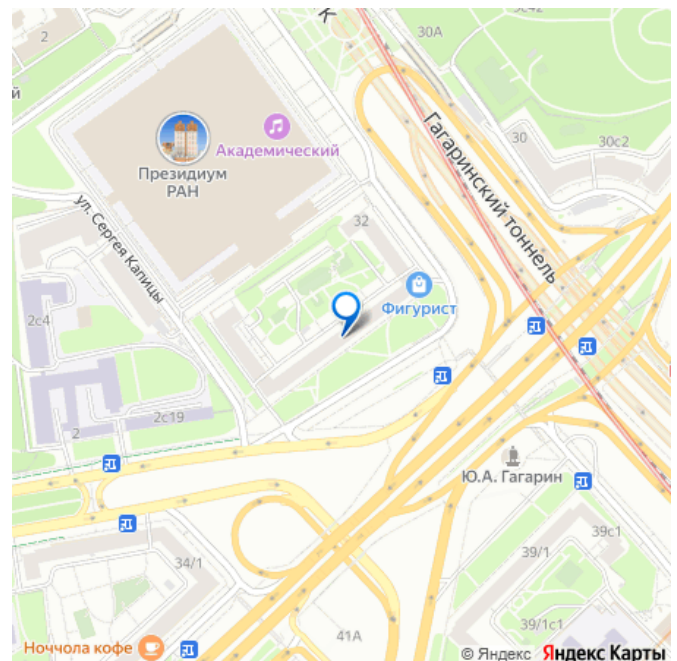 2
30А
9с42
К
й
Академический
Президиум
РАН
Гагаринский тоннель
30
30с2
ул. Сергея Капицы
32
Фигурист
2с4
2с19
2
Ю.А. Гагарин
34/1
39с1
39/1
39/1с1
41А
Ноччола кофе
© Яндекс Яндекс Карты